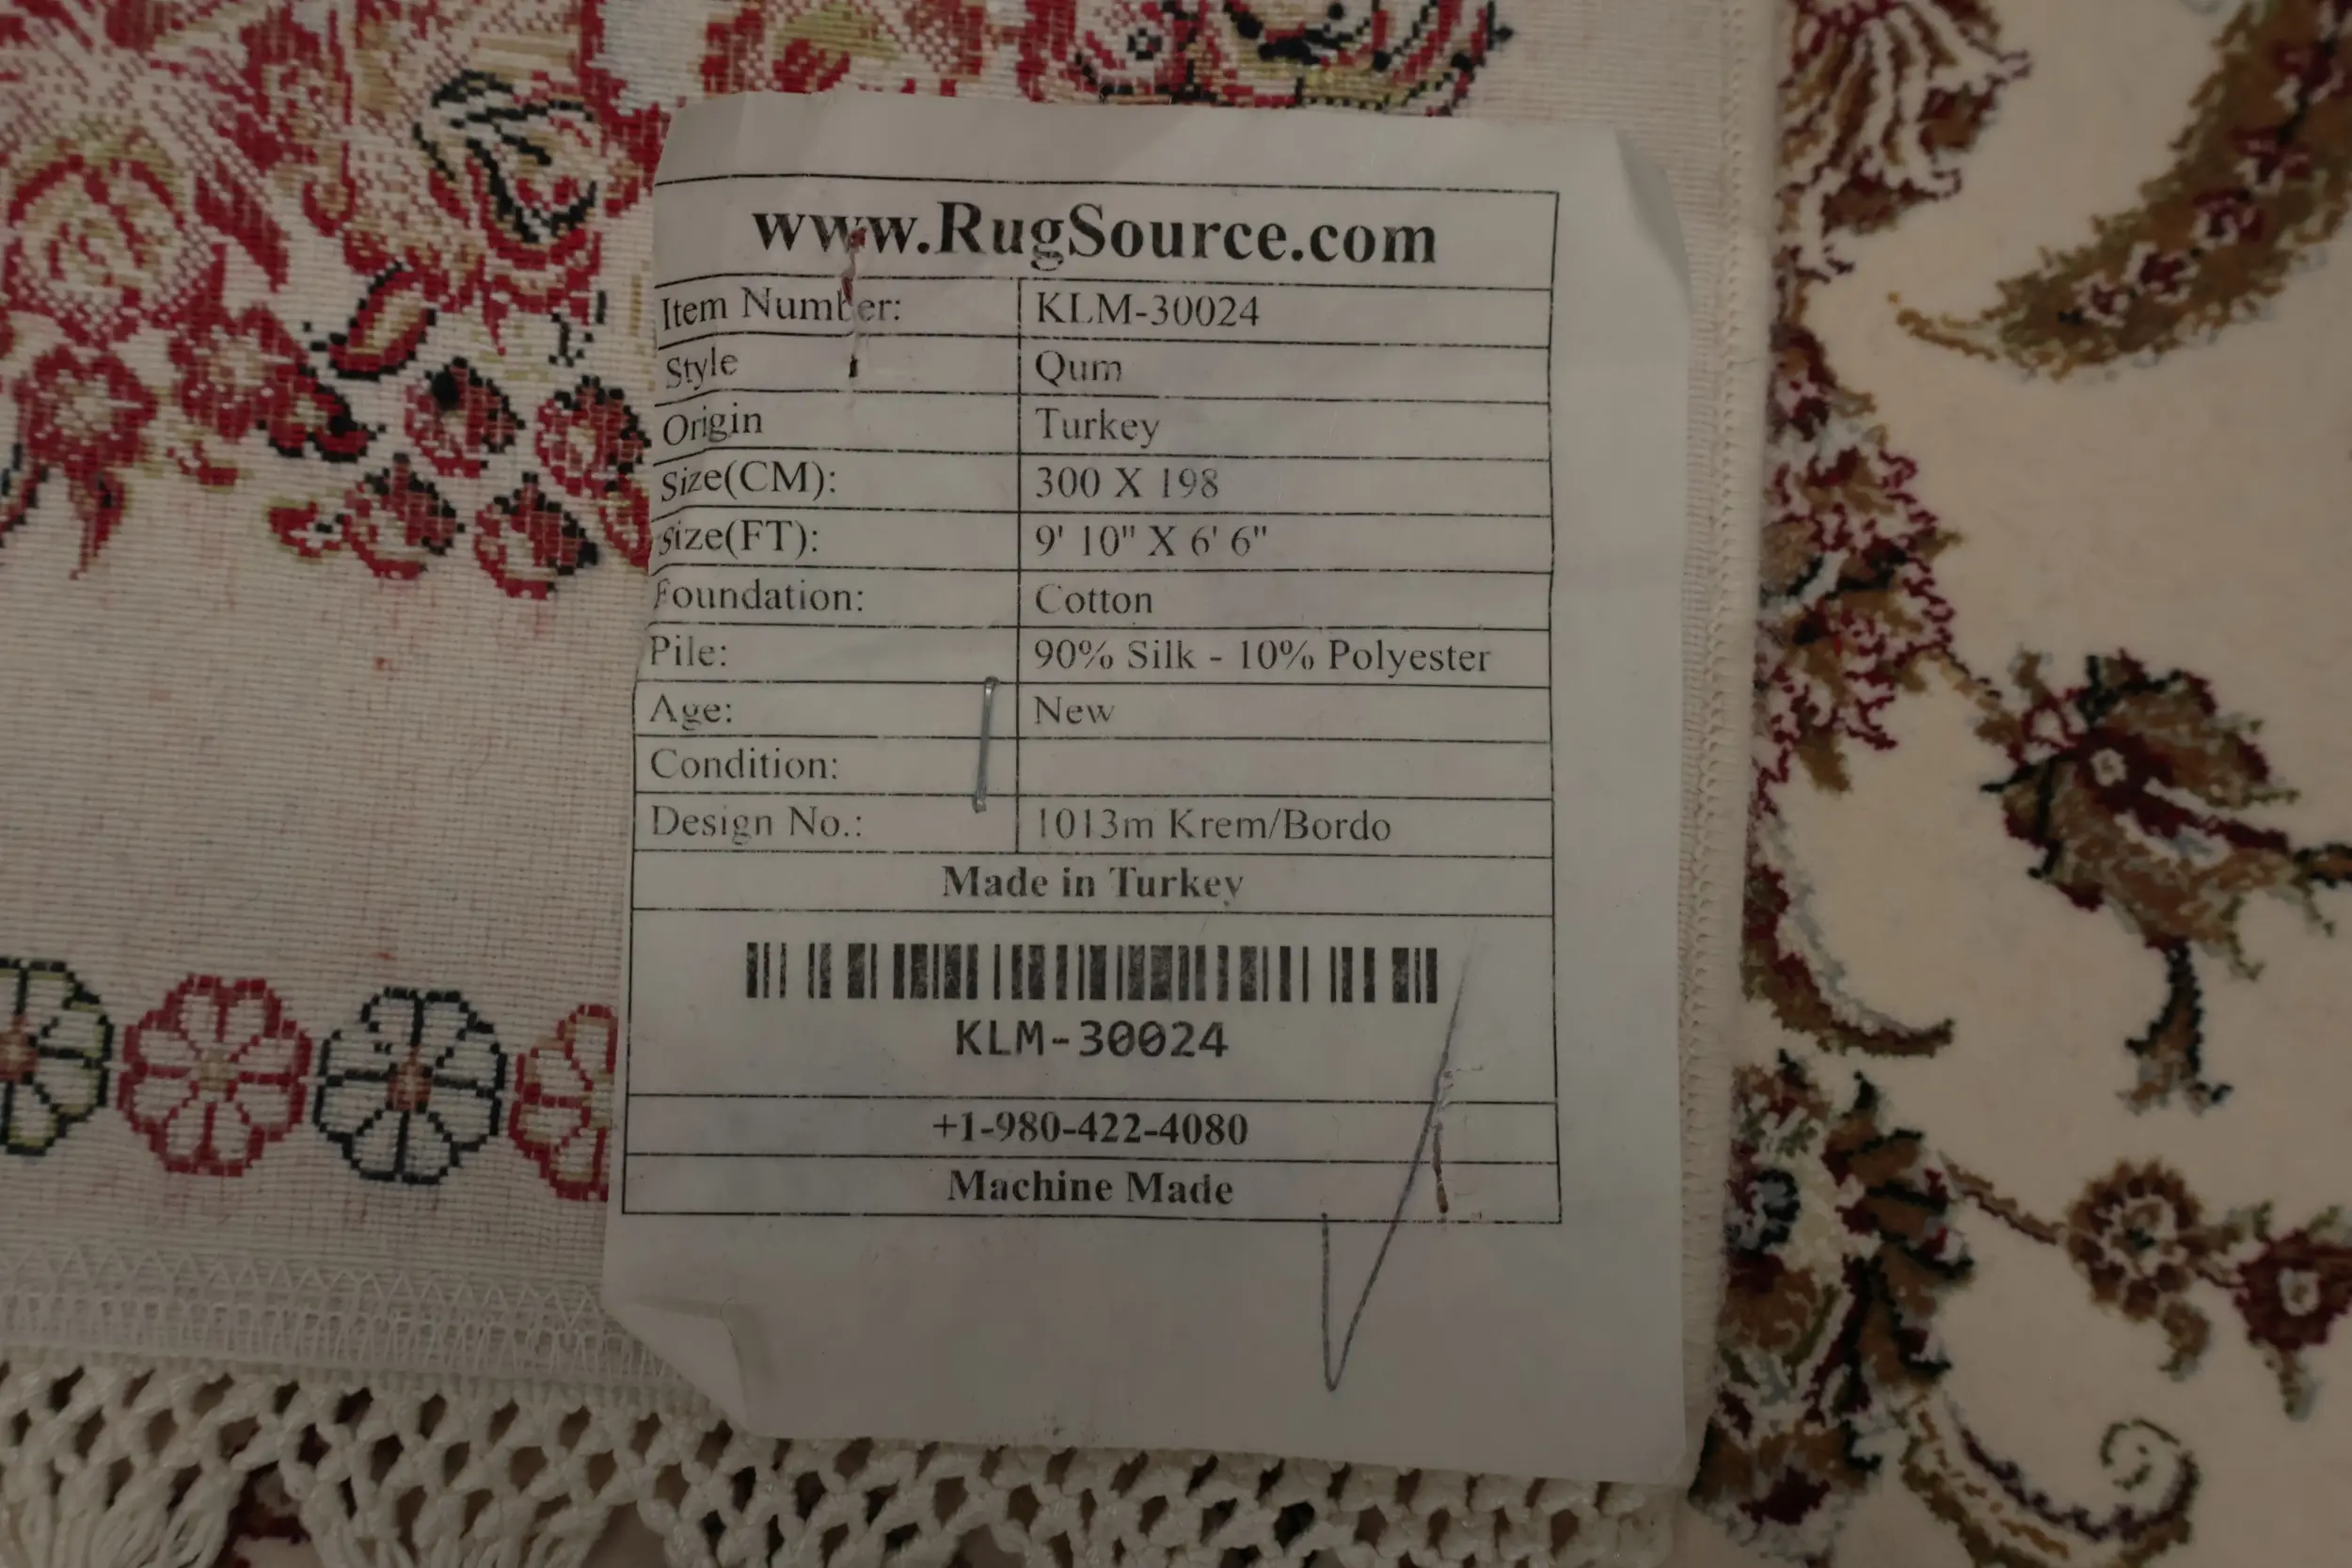 www.RugSource.com
Item Number: KLM-30024
Style Qum
Origin Turkey
Size(CM): 300 X 198
Size(FT): 9' 10" X 6' 6"
Foundation: Cotton
Pile: 90% Silk - 10% Polyester
Age: New
Condition:
Design No.: 1013m Krem/Bordo
Made in Turkey
KLM-30024
+1-980-422-4080
Machine Made